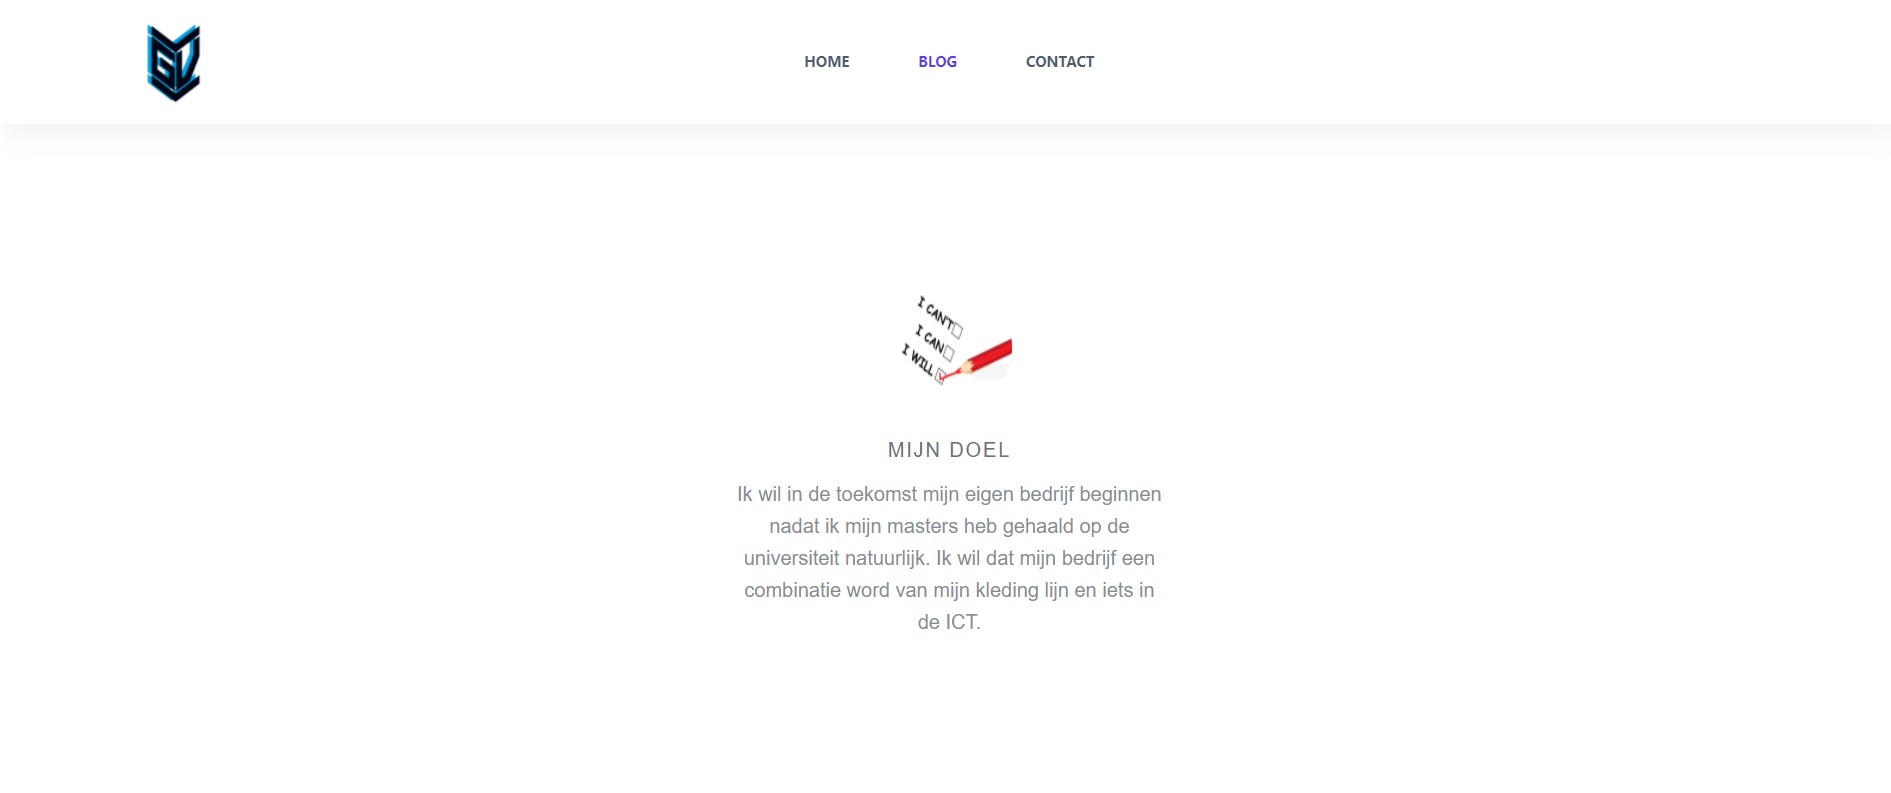 GV
HOME BLOG CONTACT
I CAN'T
I CAN
I WILL
MIJN DOEL
Ik wil in de toekomst mijn eigen bedrijf beginnen
nadat ik mijn masters heb gehaald op de
universiteit natuurlijk. Ik wil dat mijn bedrijf een
combinatie word van mijn kleding lijn en iets in
de ICT.